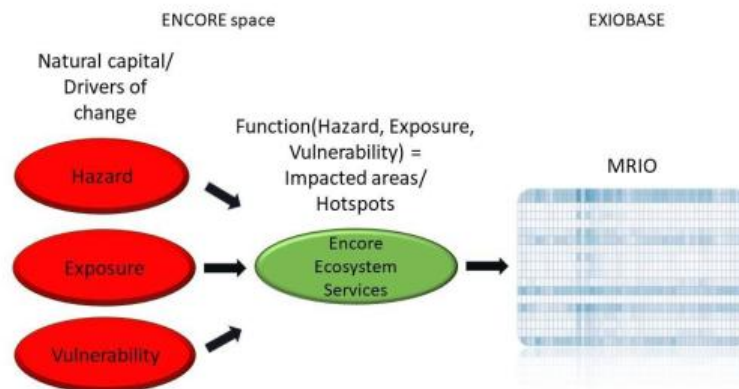 ENCORE space
EXIOBASE
Natural capital/
Drivers of
change
Function(Hazard, Exposure,
Vulnerability) =
Impacted areas/
Hotspots
MRIO
Hazard
Exposure
Vulnerability
Encore
Ecosystem
Services